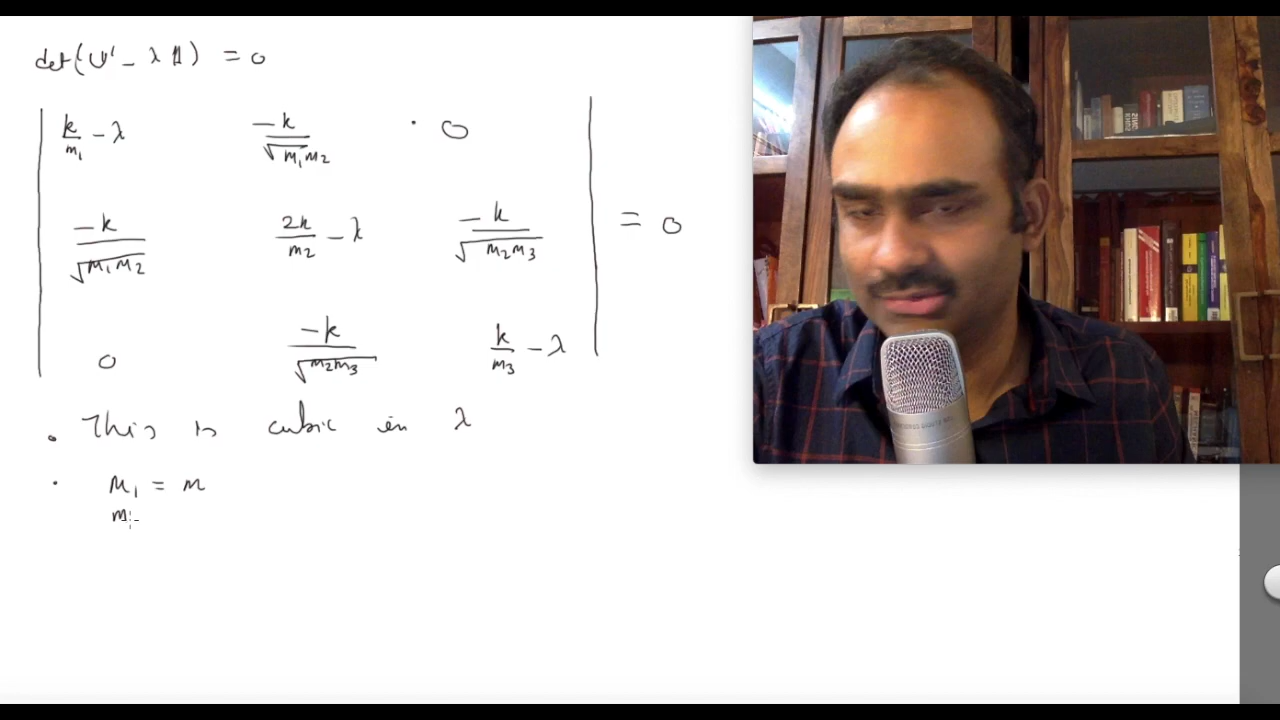 det(U' - λ𝟙) = 0
k/m₁ - λ    -k/√m₁m₂    · 0
-k/√m₁m₂    2k/m₂ - λ    -k/√m₂m₃    = 0
0    -k/√m₂m₃    k/m₃ - λ
• This is cubic in λ
• m₁ = m
m